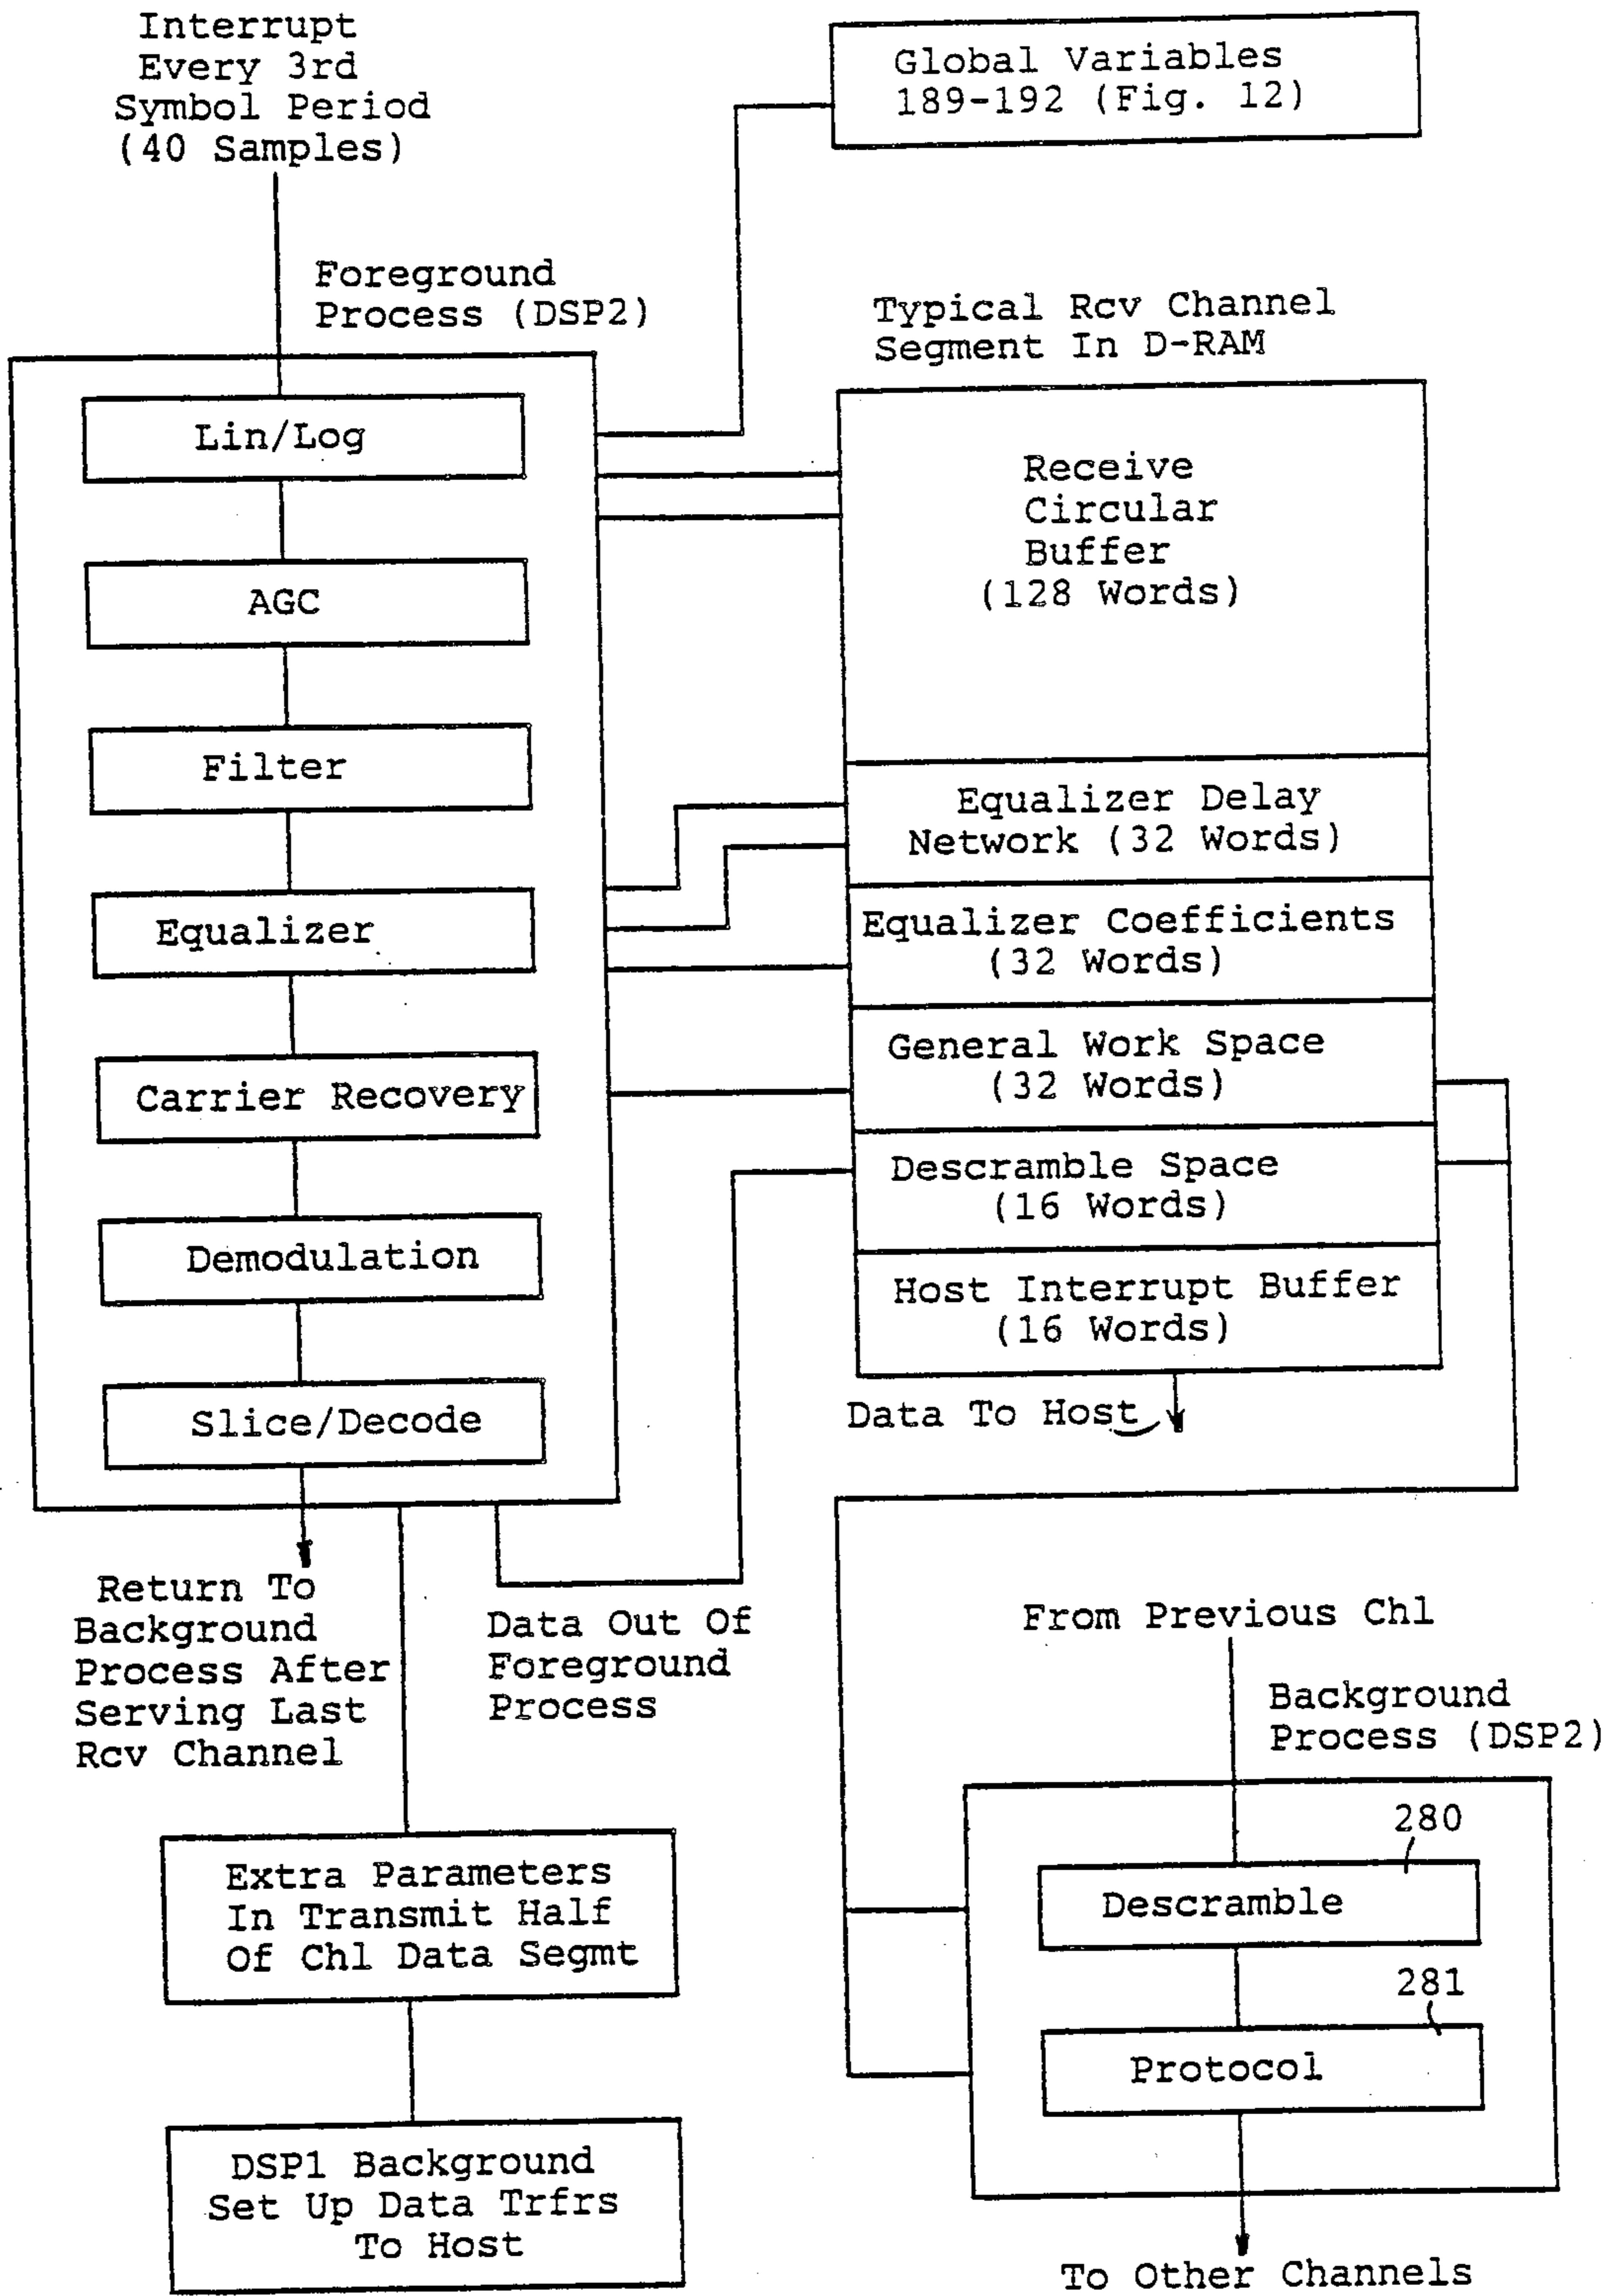 Interrupt
Every 3rd
Symbol Period
(40 Samples)
Global Variables
189-192 (Fig. 12)
Foreground
Process (DSP2)
Typical Rcv Channel
Segment In D-RAM
Lin/Log
AGC
Filter
Equalizer
Carrier Recovery
Demodulation
Slice/Decode
Receive
Circular
Buffer
(128 Words)
Equalizer Delay
Network (32 Words)
Equalizer Coefficients
(32 Words)
General Work Space
(32 Words)
Descramble Space
(16 Words)
Host Interrupt Buffer
(16 Words)
Data To Host
Return To
Background
Process After
Serving Last
Rcv Channel
Data Out Of
Foreground
Process
From Previous Chl
Background
Process (DSP2)
280
Descramble
281
Protocol
To Other Channels
Extra Parameters
In Transmit Half
Of Chl Data Segmt
DSP1 Background
Set Up Data Trfrs
To Host